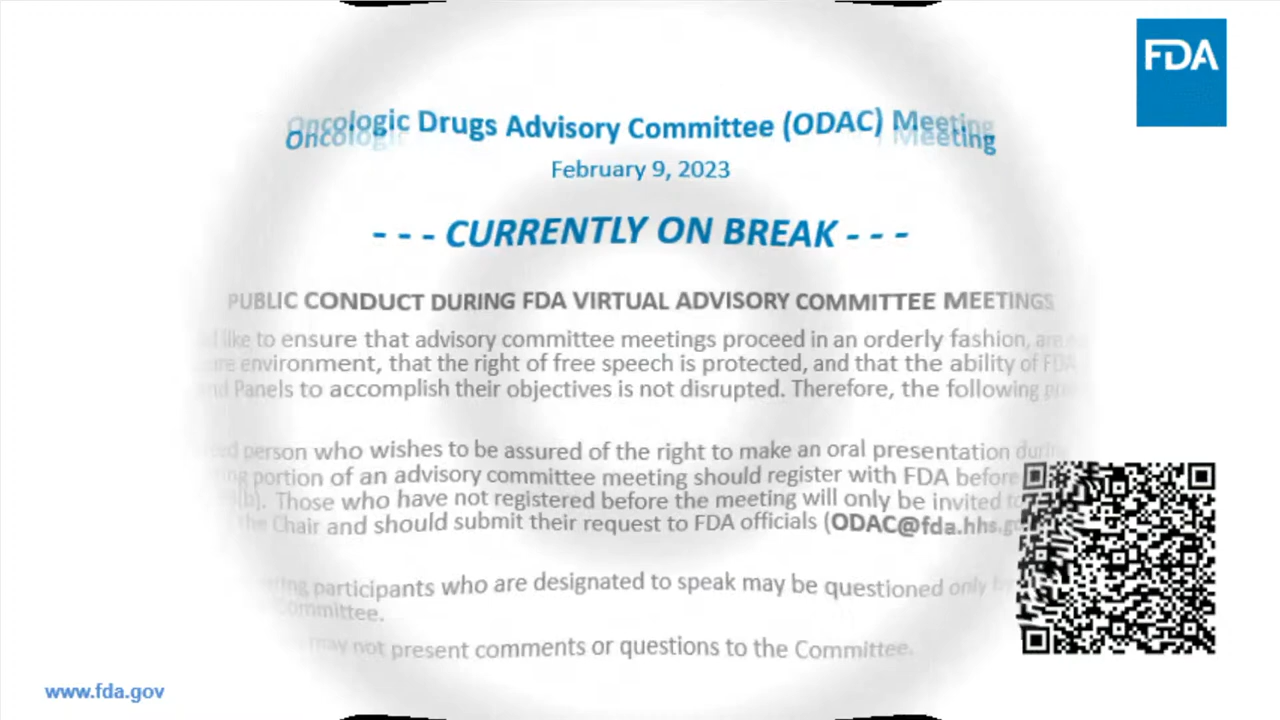 FDA
Oncologic Drugs Advisory Committee (ODAC) Meeting
February 9, 2023
- - - CURRENTLY ON BREAK - - -
PUBLIC CONDUCT DURING FDA VIRTUAL ADVISORY COMMITTEE MEETINGS
like to ensure that advisory committee meetings proceed in an orderly fashion,
environment, that the right of free speech is protected, and that the ability of FDA
Panels to accomplish their objectives is not disrupted. Therefore, the following
person who wishes to be assured of the right to make an oral presentation
portion of an advisory committee meeting should register with FDA before
Those who have not registered before the meeting will only be invited
the Chair and should submit their request to FDA officials (ODAC@fda.hhs.
participants who are designated to speak may be questioned only
Committee.
may not present comments or questions to the Committee.
www.fda.gov